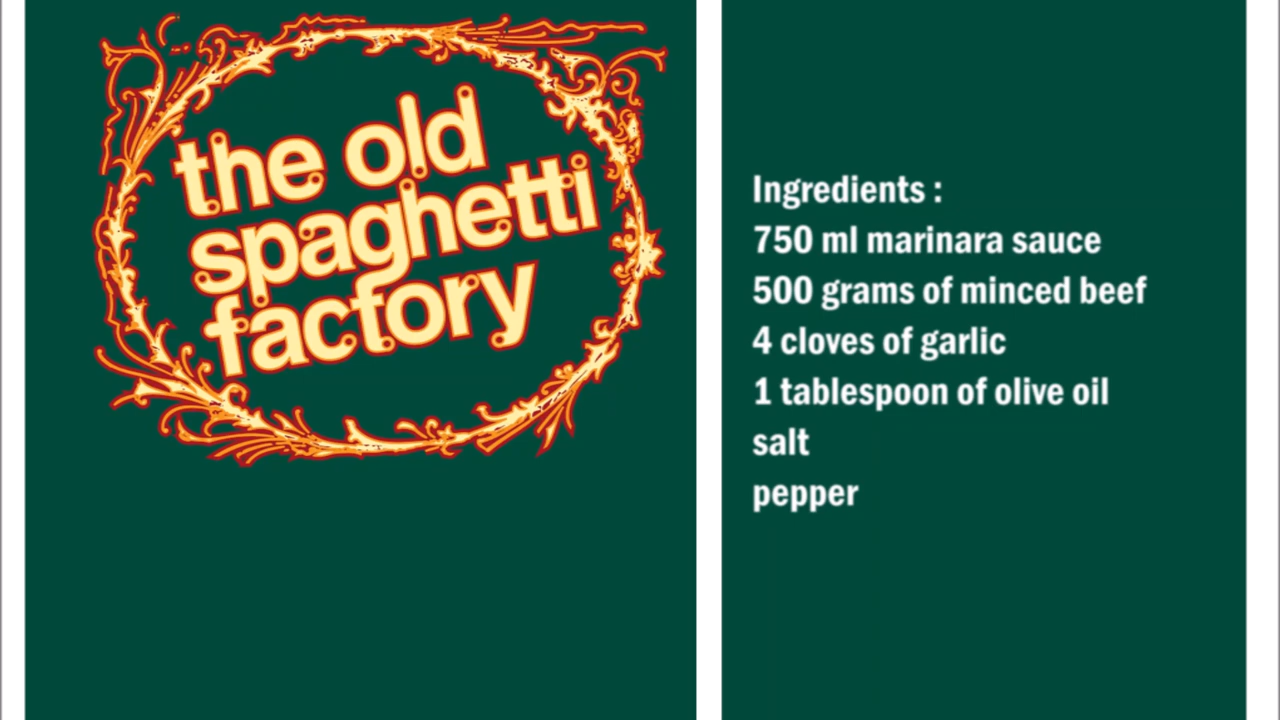 the old
spaghetti
factory
Ingredients :
750 ml marinara sauce
500 grams of minced beef
4 cloves of garlic
1 tablespoon of olive oil
salt
pepper